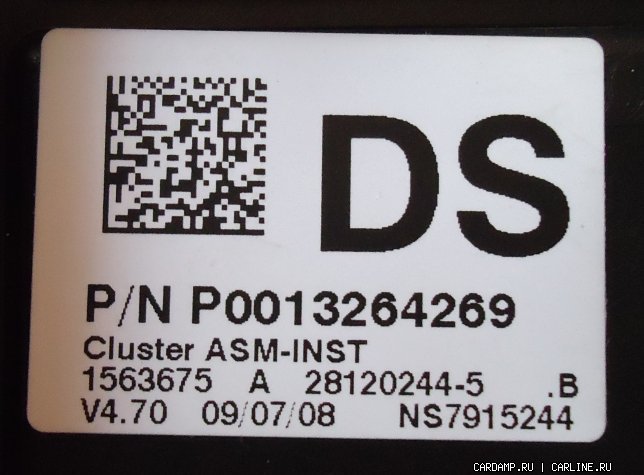 DS
P/N P0013264269
Cluster ASM-INST
1563675 A 28120244-5 .B
V4.70 09/07/08 NS7915244
CARDAMP.RU | CARLINE.RU